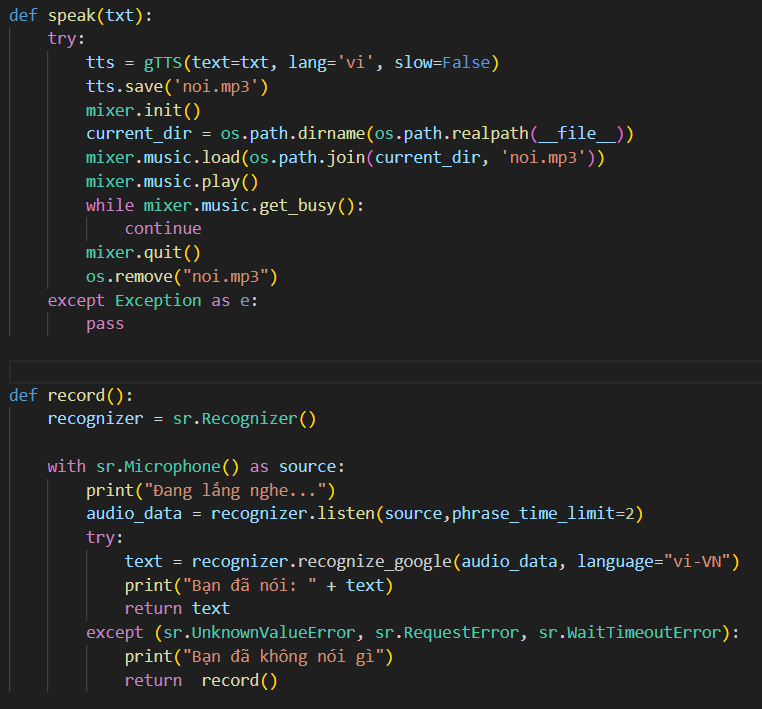 def speak(txt):
    try:
        tts = gTTS(text=txt, lang='vi', slow=False)
        tts.save('noi.mp3')
        mixer.init()
        current_dir = os.path.dirname(os.path.realpath(__file__))
        mixer.music.load(os.path.join(current_dir, 'noi.mp3'))
        mixer.music.play()
        while mixer.music.get_busy():
            continue
        mixer.quit()
        os.remove("noi.mp3")
    except Exception as e:
        pass
def record():
    recognizer = sr.Recognizer()
    with sr.Microphone() as source:
        print("Đang lắng nghe...")
        audio_data = recognizer.listen(source,phrase_time_limit=2)
        try:
            text = recognizer.recognize_google(audio_data, language="vi-VN")
            print("Bạn đã nói: " + text)
            return text
        except (sr.UnknownValueError, sr.RequestError, sr.WaitTimeoutError):
            print("Bạn đã không nói gì")
            return  record()